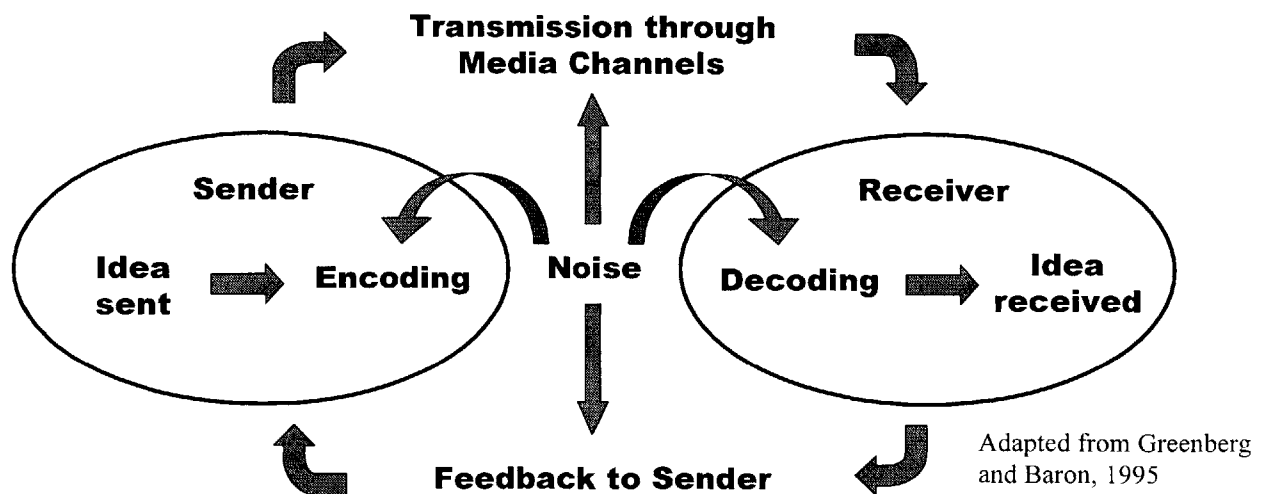 Transmission through
Media Channels
Sender
Receiver
Idea
sent
Encoding
Noise
Decoding
Idea
received
Feedback to Sender
Adapted from Greenberg
and Baron, 1995